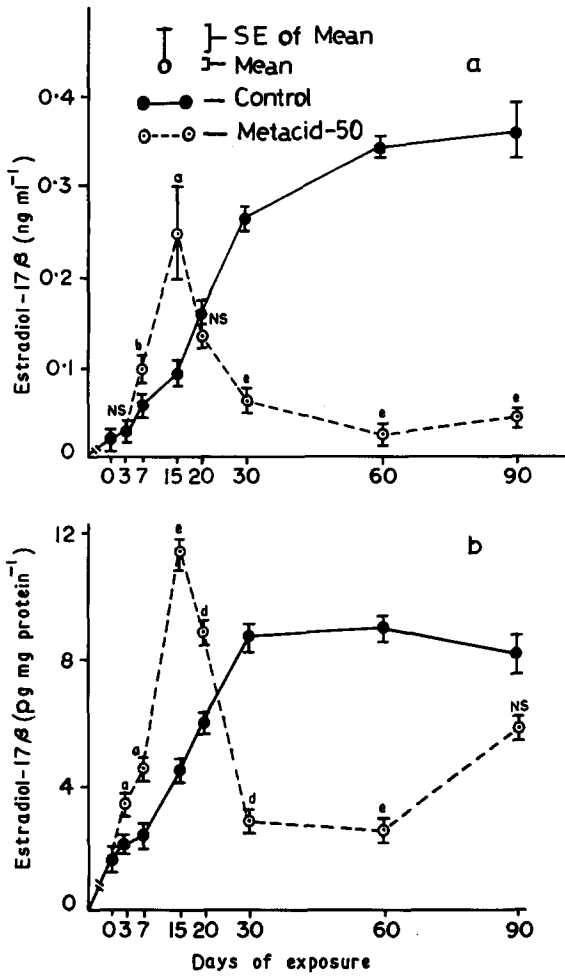 SE of Mean
Mean
Control
Metacid-50
a
Estradiol-17β (ng ml⁻¹)
0·4
0·3
0·2
0·1
0
NS
b
a
NS
e
e
e
0 3 7 15 20 30 60 90
b
Estradiol-17β (pg mg protein⁻¹)
12
8
4
0
a
a
e
d
d
e
NS
0 3 7 15 20 30 60 90
Days of exposure